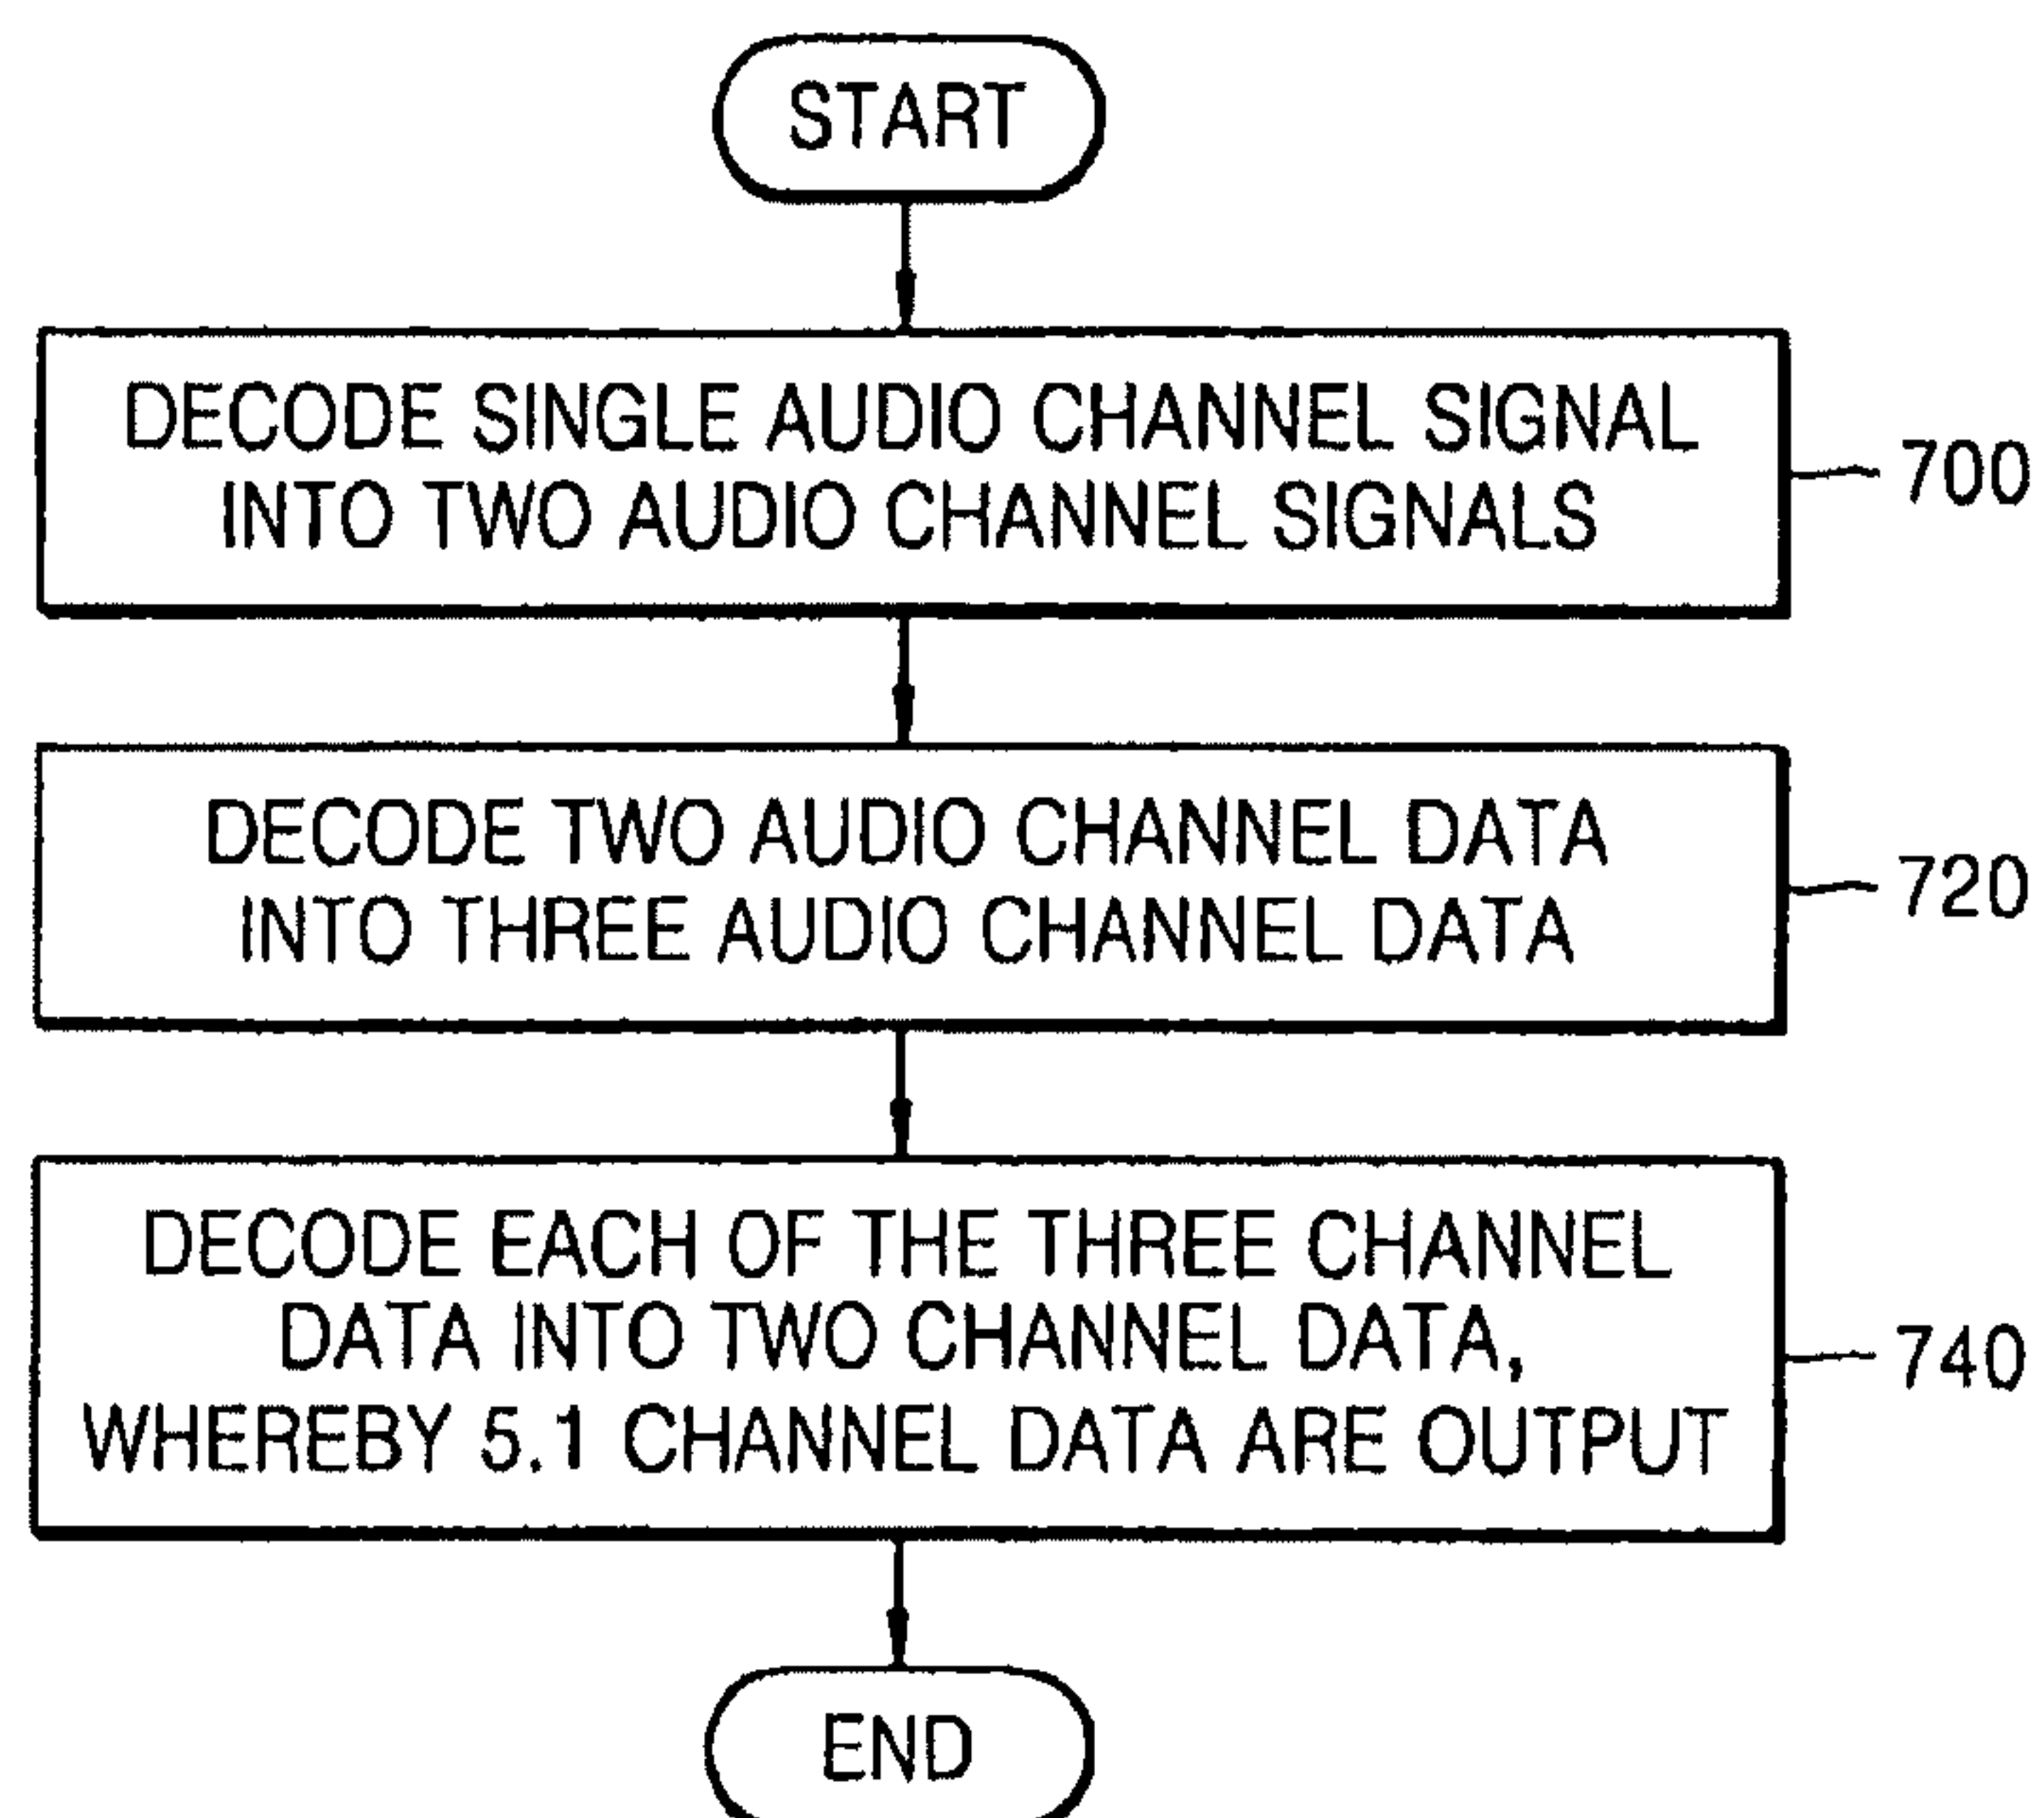 START
DECODE SINGLE AUDIO CHANNEL SIGNAL
INTO TWO AUDIO CHANNEL SIGNALS
700
DECODE TWO AUDIO CHANNEL DATA
INTO THREE AUDIO CHANNEL DATA
720
DECODE EACH OF THE THREE CHANNEL
DATA INTO TWO CHANNEL DATA,
WHEREBY 5.1 CHANNEL DATA ARE OUTPUT
740
END